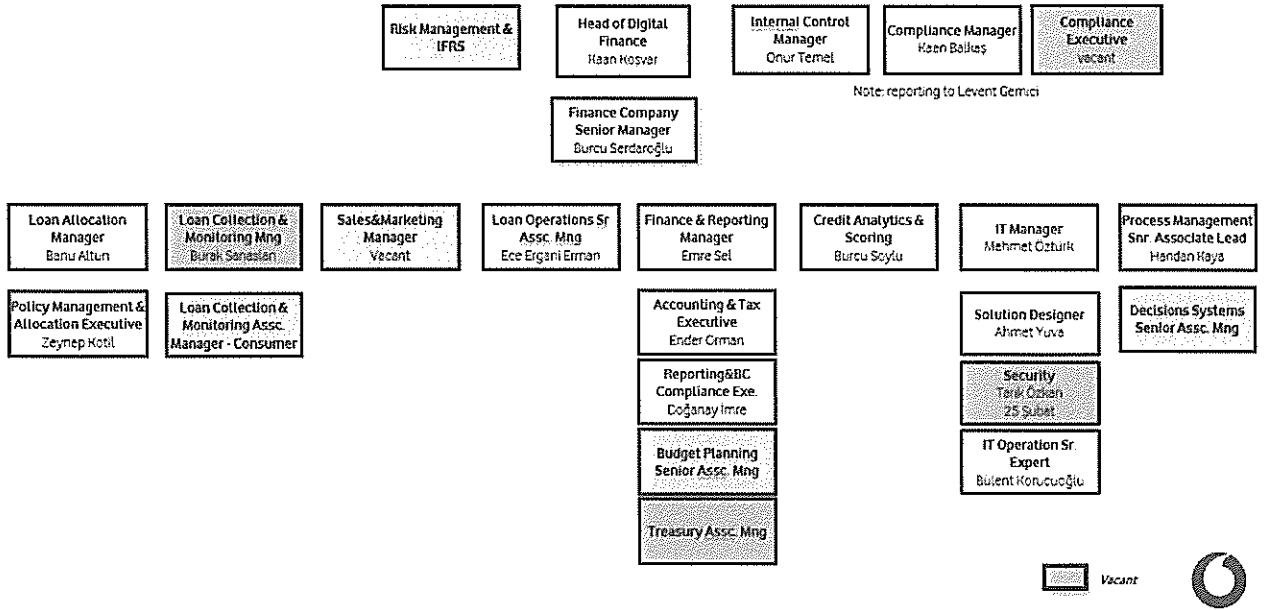 Risk Management &
IFRS
Head of Digital
Finance
Kaan Koşvar
Internal Control
Manager
Onur Temel
Compliance Manager
Kaan Balkaş
Compliance
Executive
vacant
Note: reporting to Levent Gemici
Finance Company
Senior Manager
Burcu Serdaroğlu
Loan Allocation
Manager
Banu Altun
Loan Collection &
Monitoring Mng
Burak Sanaslan
Sales&Marketing
Manager
Vacant
Loan Operations Sr
Assc. Mng
Ece Ergani Erman
Finance & Reporting
Manager
Emre Sel
Credit Analytics &
Scoring
Burcu Soylu
IT Manager
Mehmet Öztürk
Process Management
Snr. Associate Lead
Handan Kaya
Policy Management &
Allocation Executive
Zeynep Kotil
Loan Collection &
Monitoring Assc.
Manager - Consumer
Accounting & Tax
Executive
Ender Orman
Solution Designer
Ahmet Yuva
Decisions Systems
Senior Assc. Mng
Reporting&BC
Compliance Exe.
Doğanay Imre
Security
Tarık Özkan
25 Şubat
Budget Planning
Senior Assc. Mng
IT Operation Sr.
Expert
Bülent Korucuoğlu
Treasury Assc. Mng
Vacant